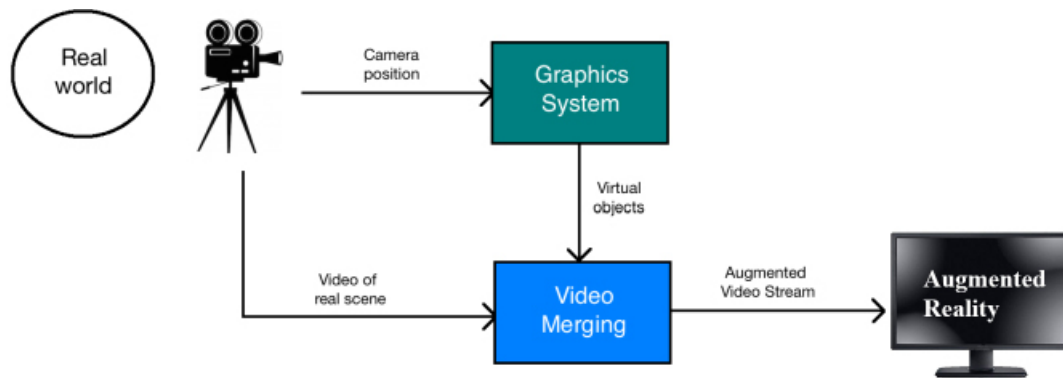 Real
world
Camera
position
Graphics
System
Virtual
objects
Video of
real scene
Video
Merging
Augmented
Video Stream
Augmented
Reality